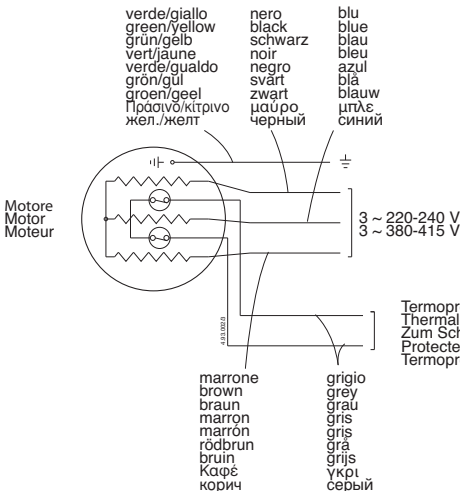 verde/giallo
green/yellow
grün/gelb
vert/jaune
verde/gualdo
grön/gul
groen/geel
Πράσινο/κίτρινο
жел./желт
nero
black
schwarz
noir
negro
svart
zwart
μαύρο
черный
blu
blue
blau
bleu
azul
blå
blauw
μπλε
синий
Motore
Motor
Moteur
3 ~ 220-240 V
3 ~ 380-415 V
Termopr
Thermal
Zum Sch
Protecte
Termopr
marrone
brown
braun
marron
marrón
rödbrun
bruin
Καφέ
корич
grigio
grey
grau
gris
gris
grå
grijs
γκρι
серый